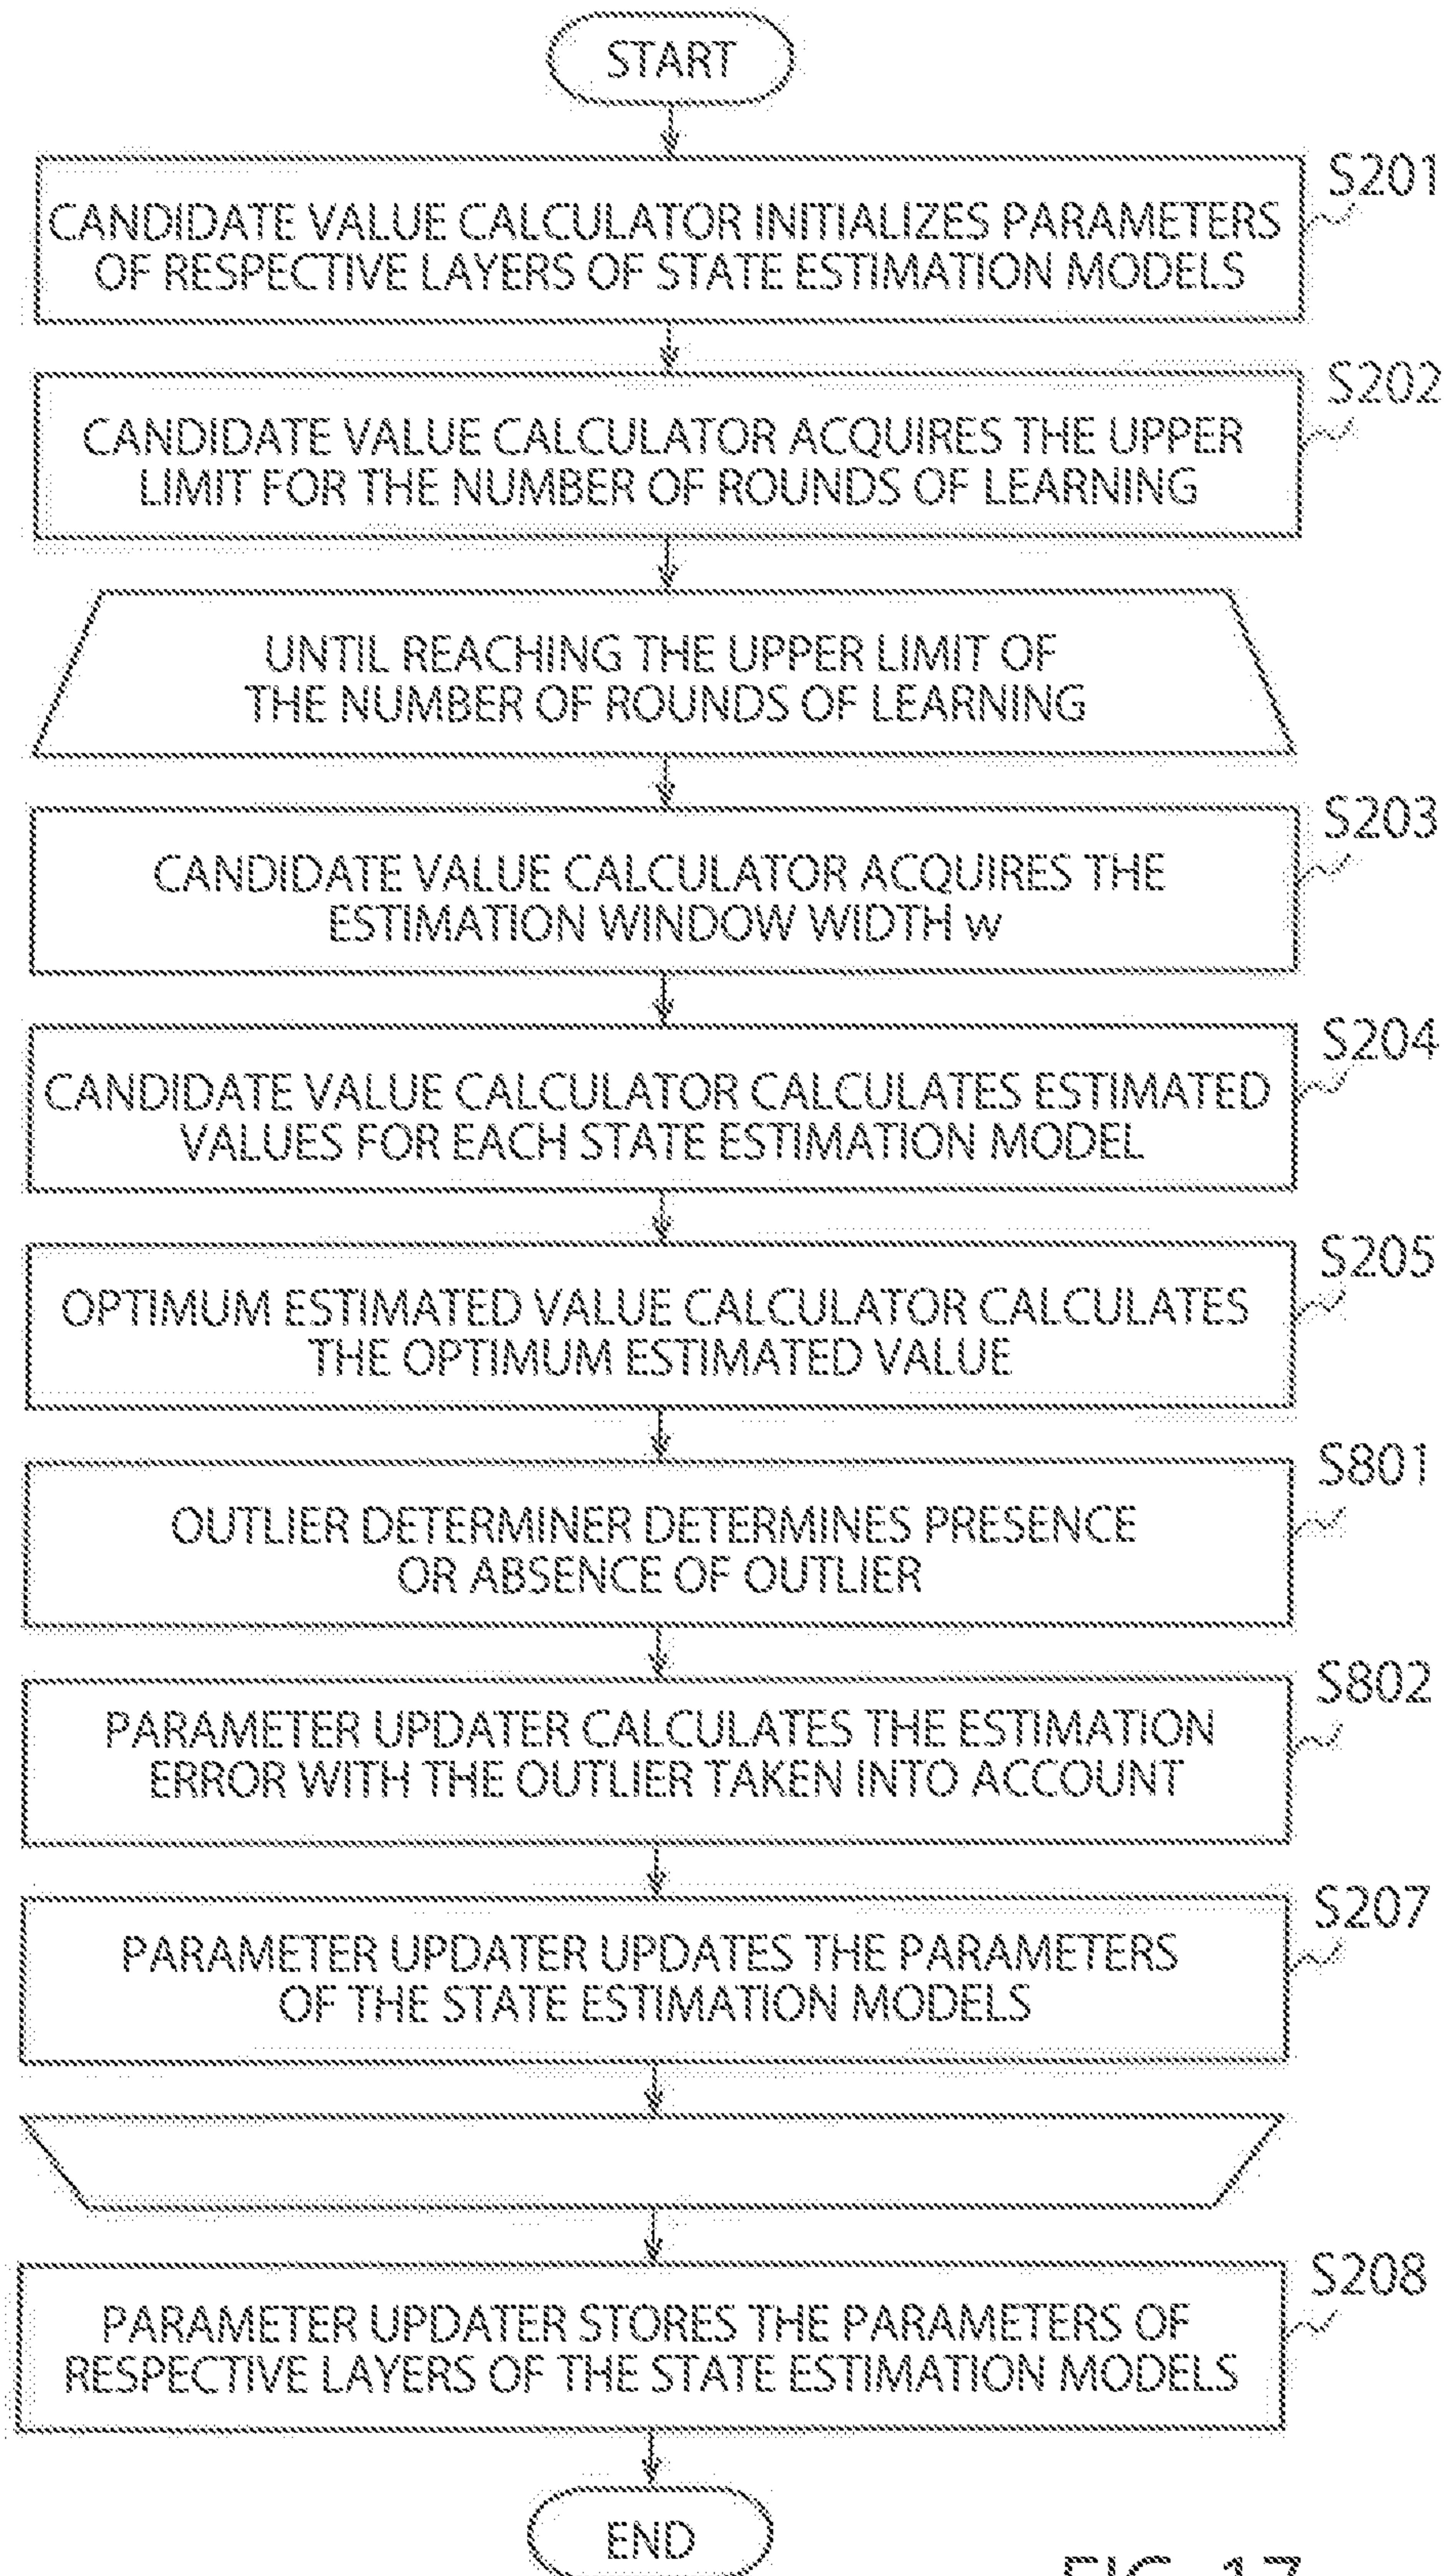 START
S201
CANDIDATE VALUE CALCULATOR INITIALIZES PARAMETERS
OF RESPECTIVE LAYERS OF STATE ESTIMATION MODELS
S202
CANDIDATE VALUE CALCULATOR ACQUIRES THE UPPER
LIMIT FOR THE NUMBER OF ROUNDS OF LEARNING
UNTIL REACHING THE UPPER LIMIT OF
THE NUMBER OF ROUNDS OF LEARNING
S203
CANDIDATE VALUE CALCULATOR ACQUIRES THE
ESTIMATION WINDOW WIDTH w
S204
CANDIDATE VALUE CALCULATOR CALCULATES ESTIMATED
VALUES FOR EACH STATE ESTIMATION MODEL
S205
OPTIMUM ESTIMATED VALUE CALCULATOR CALCULATES
THE OPTIMUM ESTIMATED VALUE
S801
OUTLIER DETERMINER DETERMINES PRESENCE
OR ABSENCE OF OUTLIER
S802
PARAMETER UPDATER CALCULATES THE ESTIMATION
ERROR WITH THE OUTLIER TAKEN INTO ACCOUNT
S207
PARAMETER UPDATER UPDATES THE PARAMETERS
OF THE STATE ESTIMATION MODELS
S208
PARAMETER UPDATER STORES THE PARAMETERS OF
RESPECTIVE LAYERS OF THE STATE ESTIMATION MODELS
END
FIG. 17